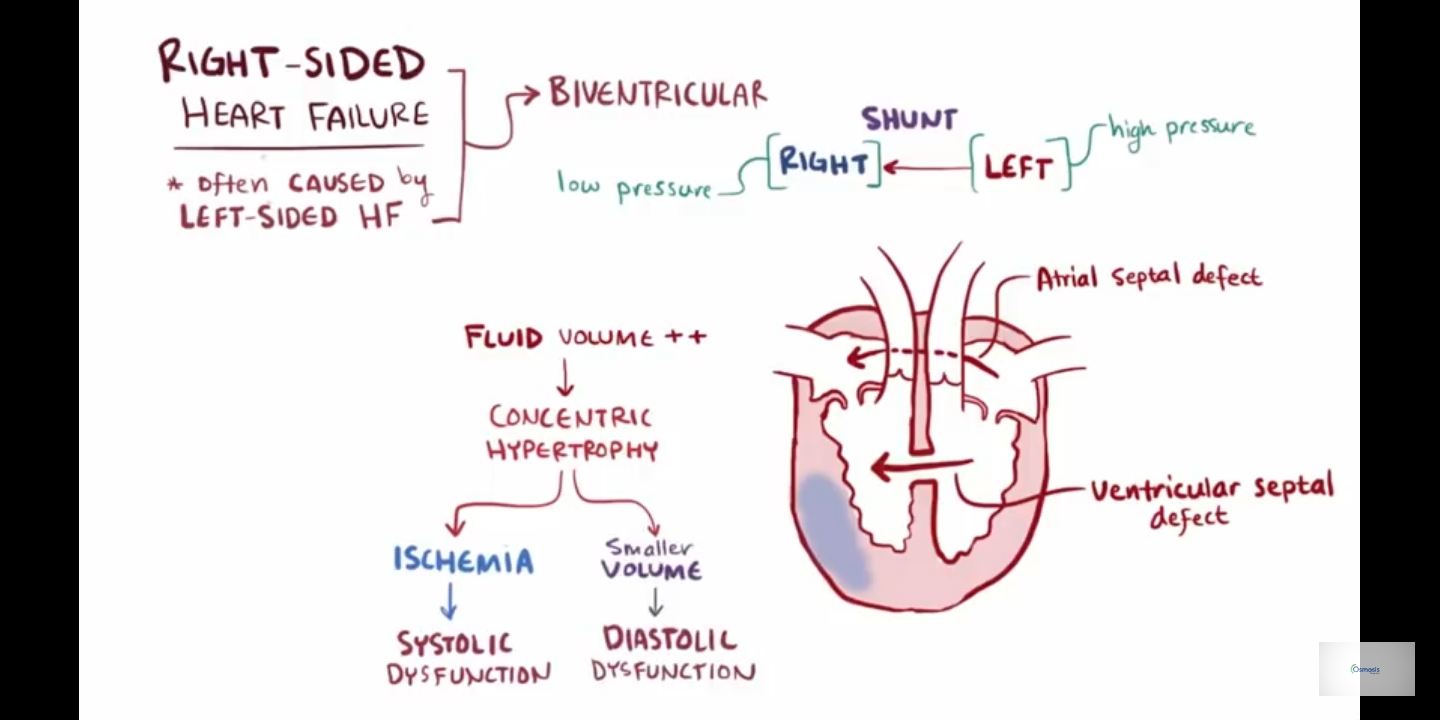 RIGHT-SIDED
HEART FAILURE
* often CAUSED by
LEFT-SIDED HF
BIVENTRICULAR
SHUNT
low pressure
[RIGHT]
[LEFT]
high pressure
Atrial septal defect
FLUID VOLUME ++
CONCENTRIC
HYPERTROPHY
ISCHEMIA
Smaller
VOLUME
SYSTOLIC
DYSFUNCTION
DIASTOLIC
DYSFUNCTION
Ventricular septal
defect
Osmosis